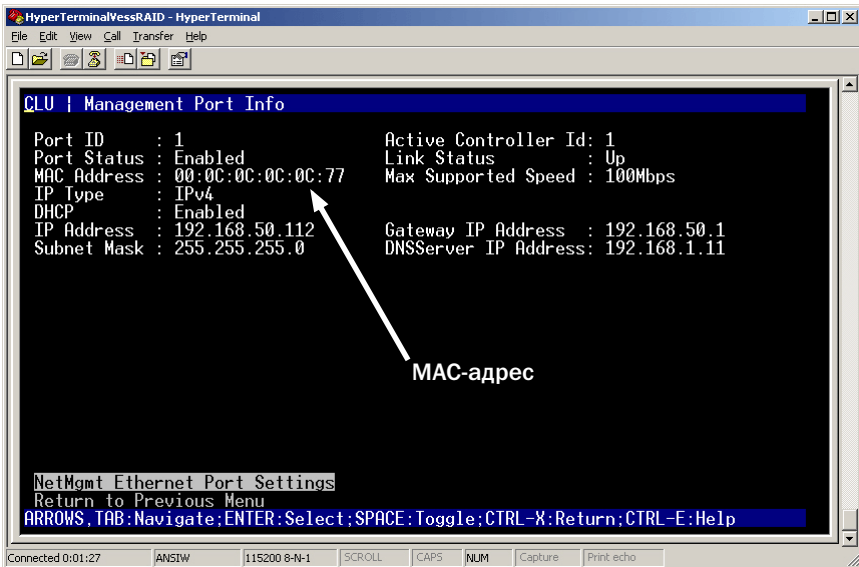 HyperTerminalVessRAID - HyperTerminal
File Edit View Call Transfer Help
CLU | Management Port Info
Port ID : 1 Active Controller Id: 1
Port Status : Enabled Link Status : Up
MAC Address : 00:0C:0C:0C:0C:77 Max Supported Speed : 100Mbps
IP Type : IPv4
DHCP : Enabled
IP Address : 192.168.50.112 Gateway IP Address : 192.168.50.1
Subnet Mask : 255.255.255.0 DNSServer IP Address: 192.168.1.11
MAC-адрес
NetMgmt Ethernet Port Settings
Return to Previous Menu
ARROWS,TAB:Navigate;ENTER:Select;SPACE:Toggle;CTRL-X:Return;CTRL-E:Help
Connected 0:01:27 ANSIW 115200 8-N-1 SCROLL CAPS NUM Capture Print echo